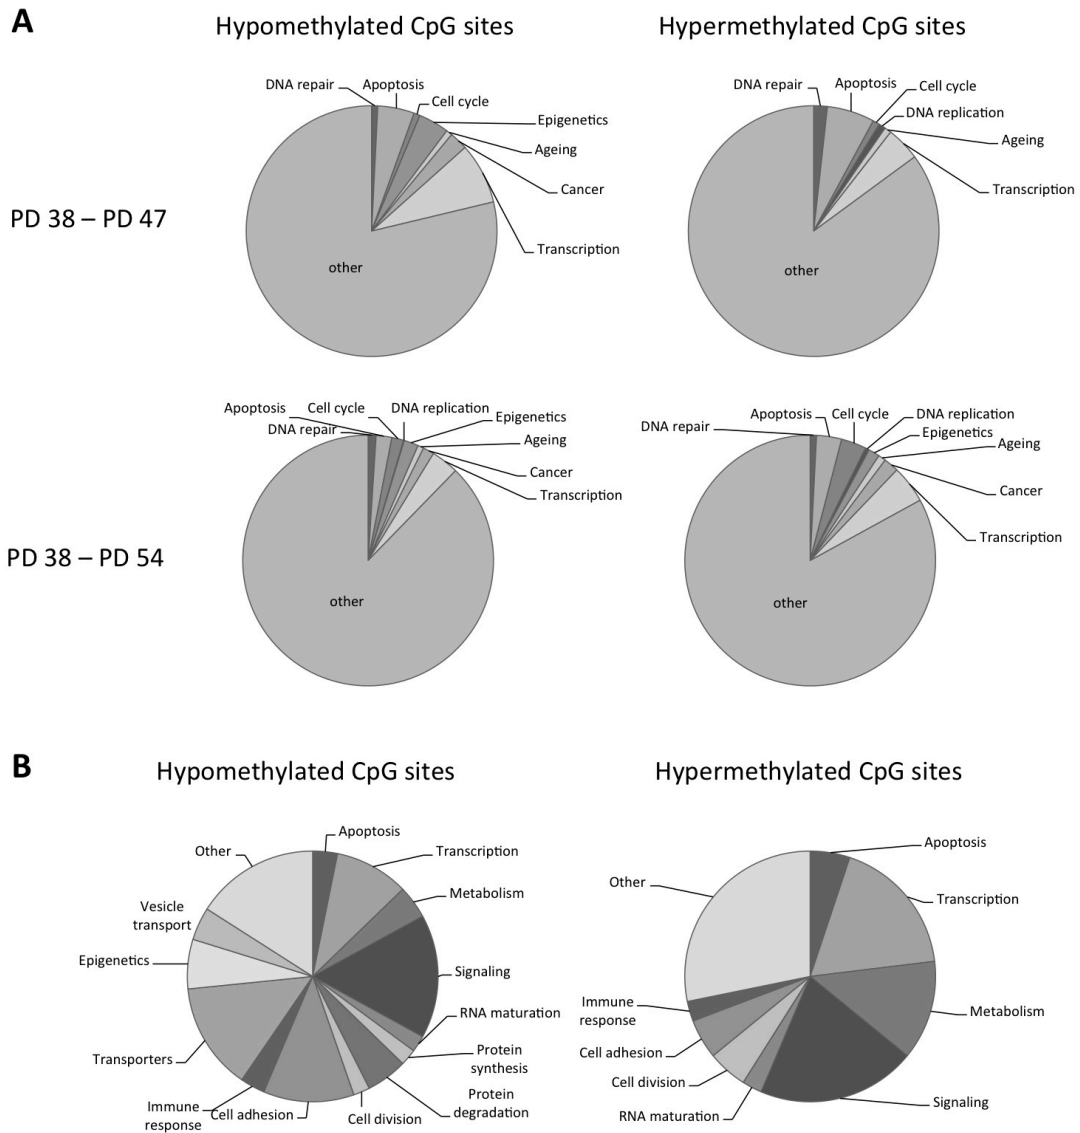 A
Hypomethylated CpG sites
Hypermethylated CpG sites
PD 38 – PD 47
DNA repair
Apoptosis
Cell cycle
Epigenetics
Ageing
Cancer
Transcription
other
DNA repair
Apoptosis
Cell cycle
DNA replication
Ageing
Transcription
other
PD 38 – PD 54
Apoptosis
Cell cycle
DNA replication
Epigenetics
DNA repair
Ageing
Cancer
Transcription
other
Apoptosis
Cell cycle
DNA replication
DNA repair
Epigenetics
Ageing
Cancer
Transcription
other
B
Hypomethylated CpG sites
Hypermethylated CpG sites
Apoptosis
Other
Transcription
Metabolism
Vesicle
transport
Epigenetics
Signaling
RNA maturation
Protein
synthesis
Transporters
Protein
degradation
Immune
response
Cell adhesion
Cell division
Apoptosis
Other
Transcription
Immune
response
Metabolism
Cell adhesion
Cell division
Signaling
RNA maturation